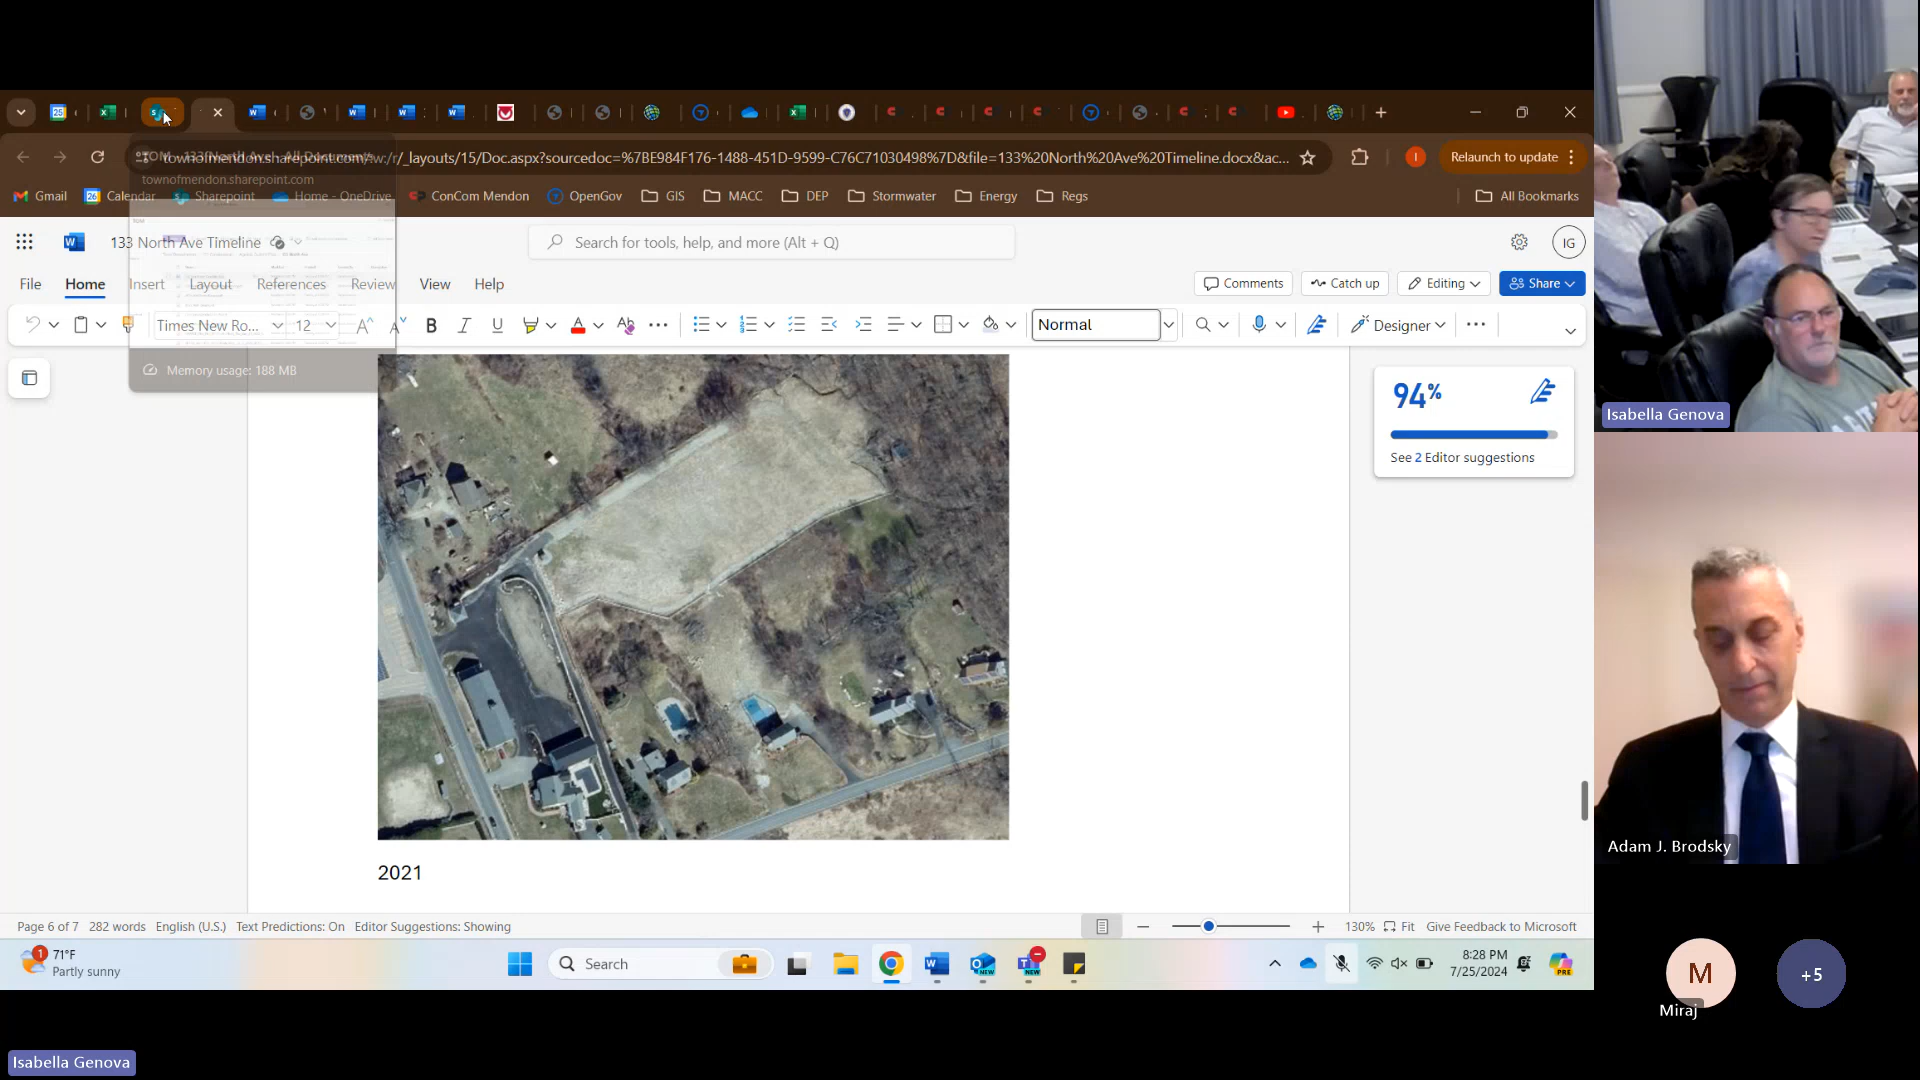 townofmendon.sharepoint.com/:w:/r/_layouts/15/Doc.aspx?sourcedoc=%7BE984F176-1488-451D-9599-C76C71030498%7D&file=133%20North%20Ave%20Timeline.docx&ac...
Relaunch to update
townofmendon.sharepoint.com
Gmail
Calendar
Sharepoint
Home - OneDrive
ConCom Mendon
OpenGov
GIS
MACC
DEP
Stormwater
Energy
Regs
All Bookmarks
133 North Ave Timeline
Search for tools, help, and more (Alt + Q)
IG
File
Home
Insert
Layout
References
Review
View
Help
Comments
Catch up
Editing
Share
Times New Ro...
12
Normal
Designer
Memory usage: 188 MB
94%
See 2 Editor suggestions
2021
Page 6 of 7
282 words
English (U.S.)
Text Predictions: On
Editor Suggestions: Showing
130%
Fit
Give Feedback to Microsoft
1
71°F
Partly sunny
Search
8:28 PM
7/25/2024
Isabella Genova
Adam J. Brodsky
M
Miraj
+5
Isabella Genova